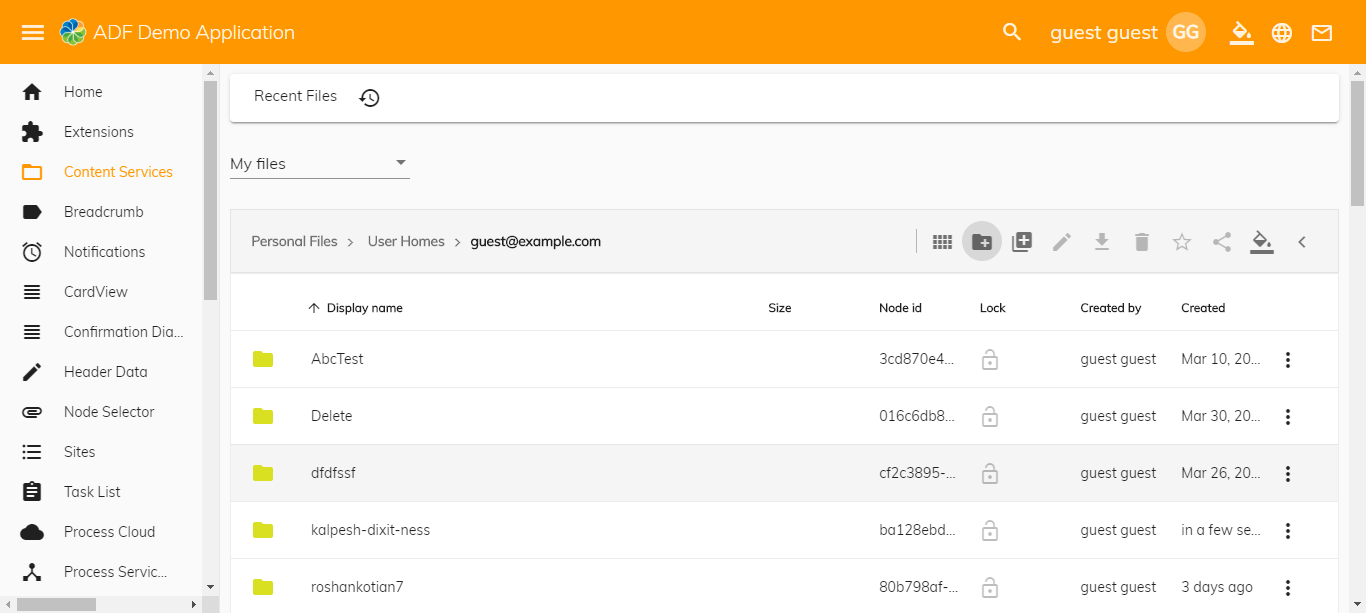 ADF Demo Application
guest guest GG
Home
Extensions
Content Services
Breadcrumb
Notifications
CardView
Confirmation Dia...
Header Data
Node Selector
Sites
Task List
Process Cloud
Process Servic...
Recent Files
My files
Personal Files > User Homes > guest@example.com
Display name Size Node id Lock Created by Created
AbcTest 3cd870e4... guest guest Mar 10, 20...
Delete 016c6db8... guest guest Mar 30, 20...
dfdfssf cf2c3895-... guest guest Mar 26, 20...
kalpesh-dixit-ness ba128ebd... guest guest in a few se...
roshankotian7 80b798af-... guest guest 3 days ago